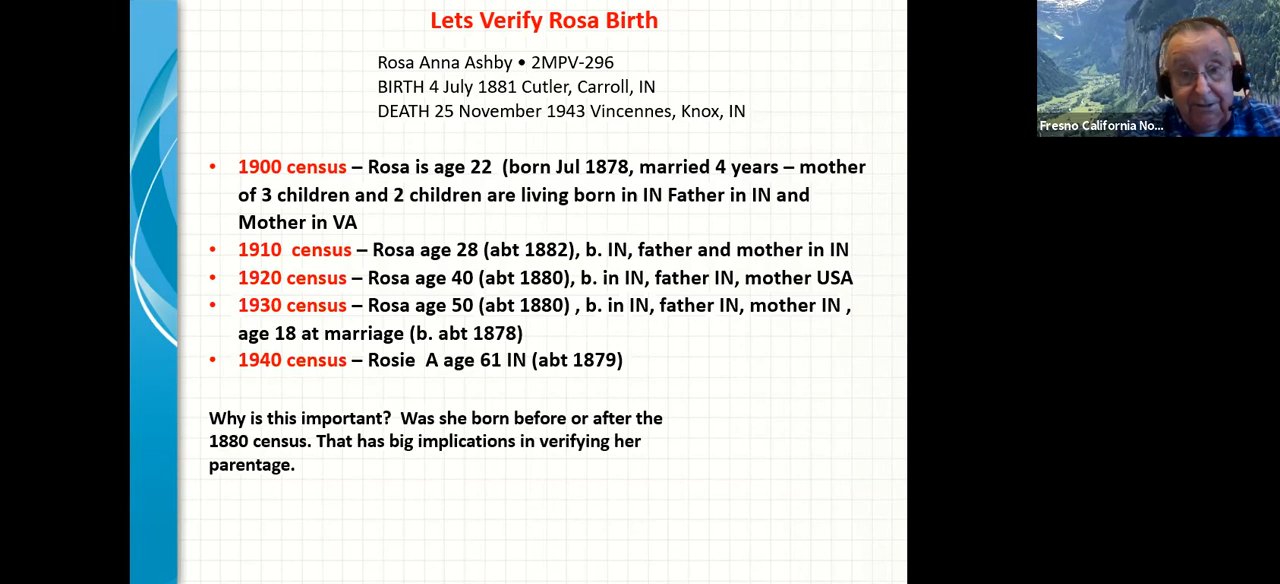 Lets Verify Rosa Birth
Rosa Anna Ashby • 2MPV-296
BIRTH 4 July 1881 Cutler, Carroll, IN
DEATH 25 November 1943 Vincennes, Knox, IN
• 1900 census – Rosa is age 22 (born Jul 1878, married 4 years – mother
of 3 children and 2 children are living born in IN Father in IN and
Mother in VA
• 1910 census – Rosa age 28 (abt 1882), b. IN, father and mother in IN
• 1920 census – Rosa age 40 (abt 1880), b. in IN, father IN, mother USA
• 1930 census – Rosa age 50 (abt 1880) , b. in IN, father IN, mother IN ,
age 18 at marriage (b. abt 1878)
• 1940 census – Rosie A age 61 IN (abt 1879)
Why is this important? Was she born before or after the
1880 census. That has big implications in verifying her
parentage.
Fresno California No...